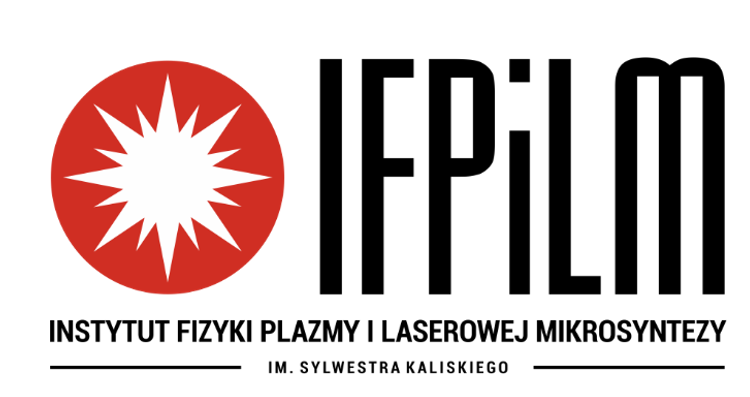 IFPiLM
INSTYTUT FIZYKI PLAZMY I LASEROWEJ MIKROSYNTEZY
IM. SYLWESTRA KALISKIEGO